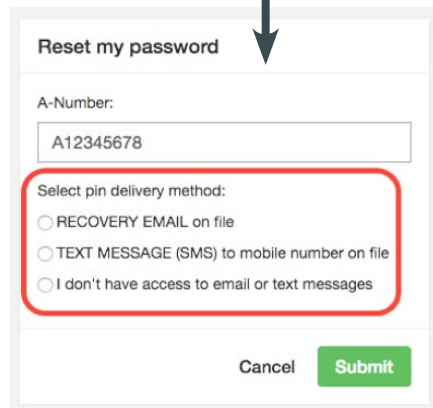 Reset my password
A-Number:
A12345678
Select pin delivery method:
RECOVERY EMAIL on file
TEXT MESSAGE (SMS) to mobile number on file
I don't have access to email or text messages
Cancel Submit